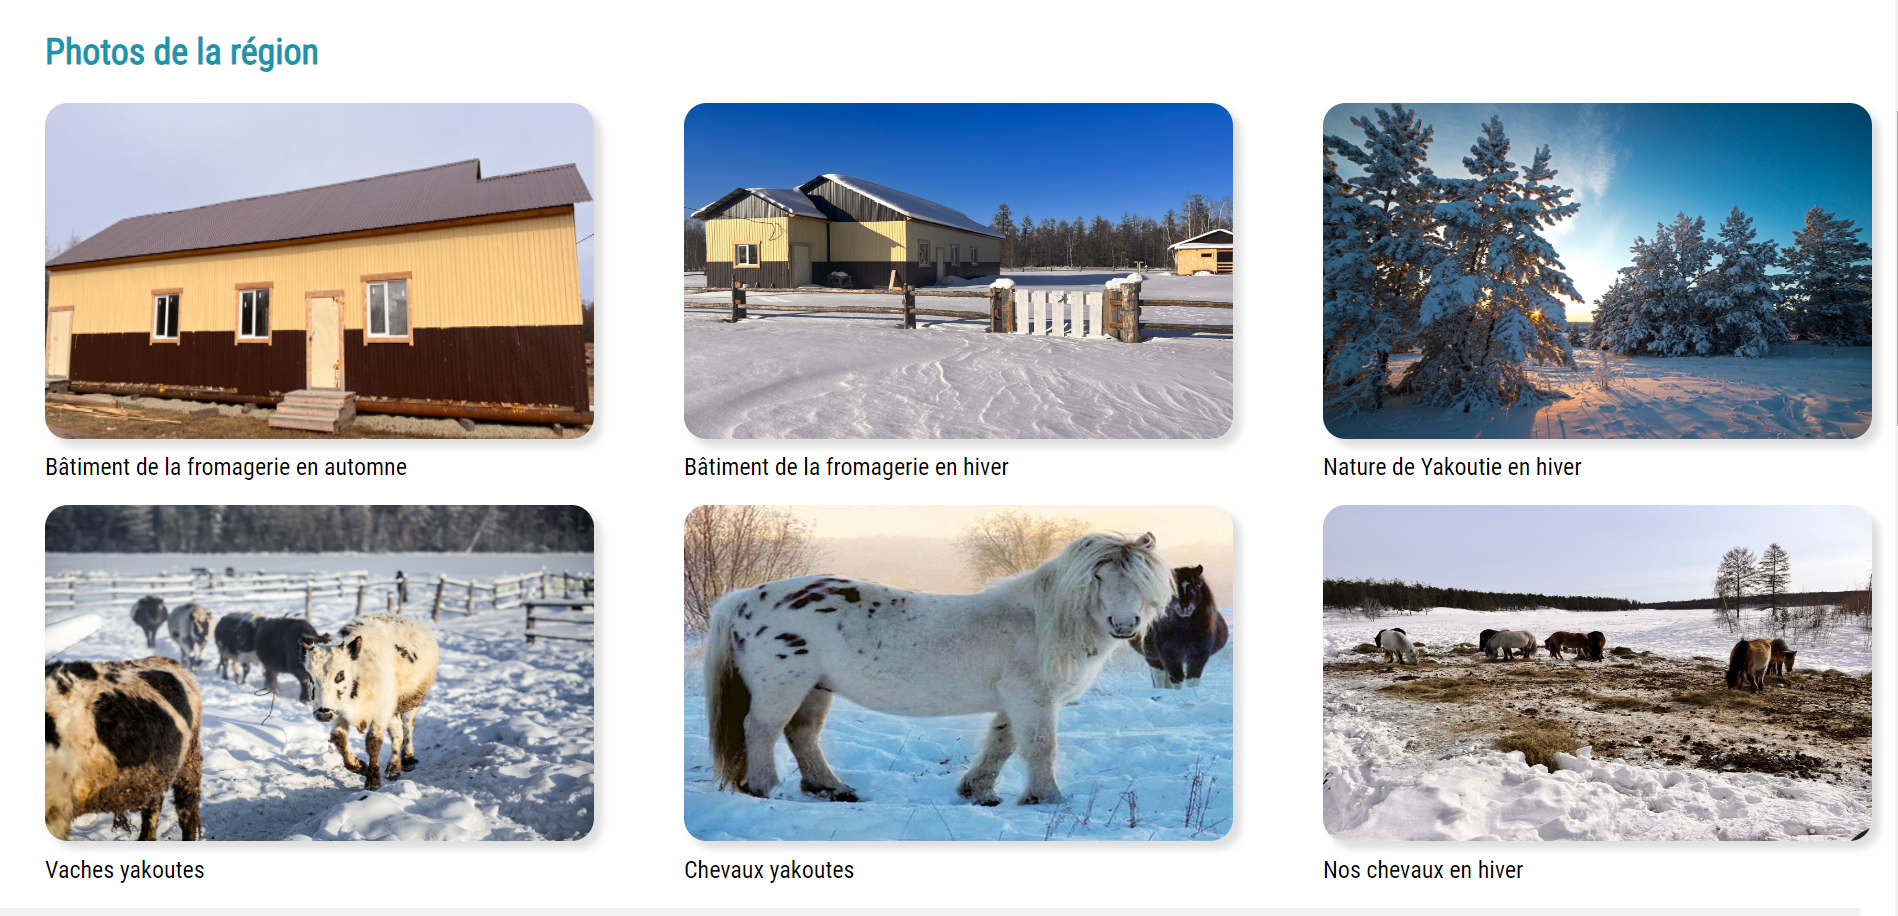 Photos de la région
Bâtiment de la fromagerie en automne
Bâtiment de la fromagerie en hiver
Nature de Yakoutie en hiver
Vaches yakoutes
Chevaux yakoutes
Nos chevaux en hiver